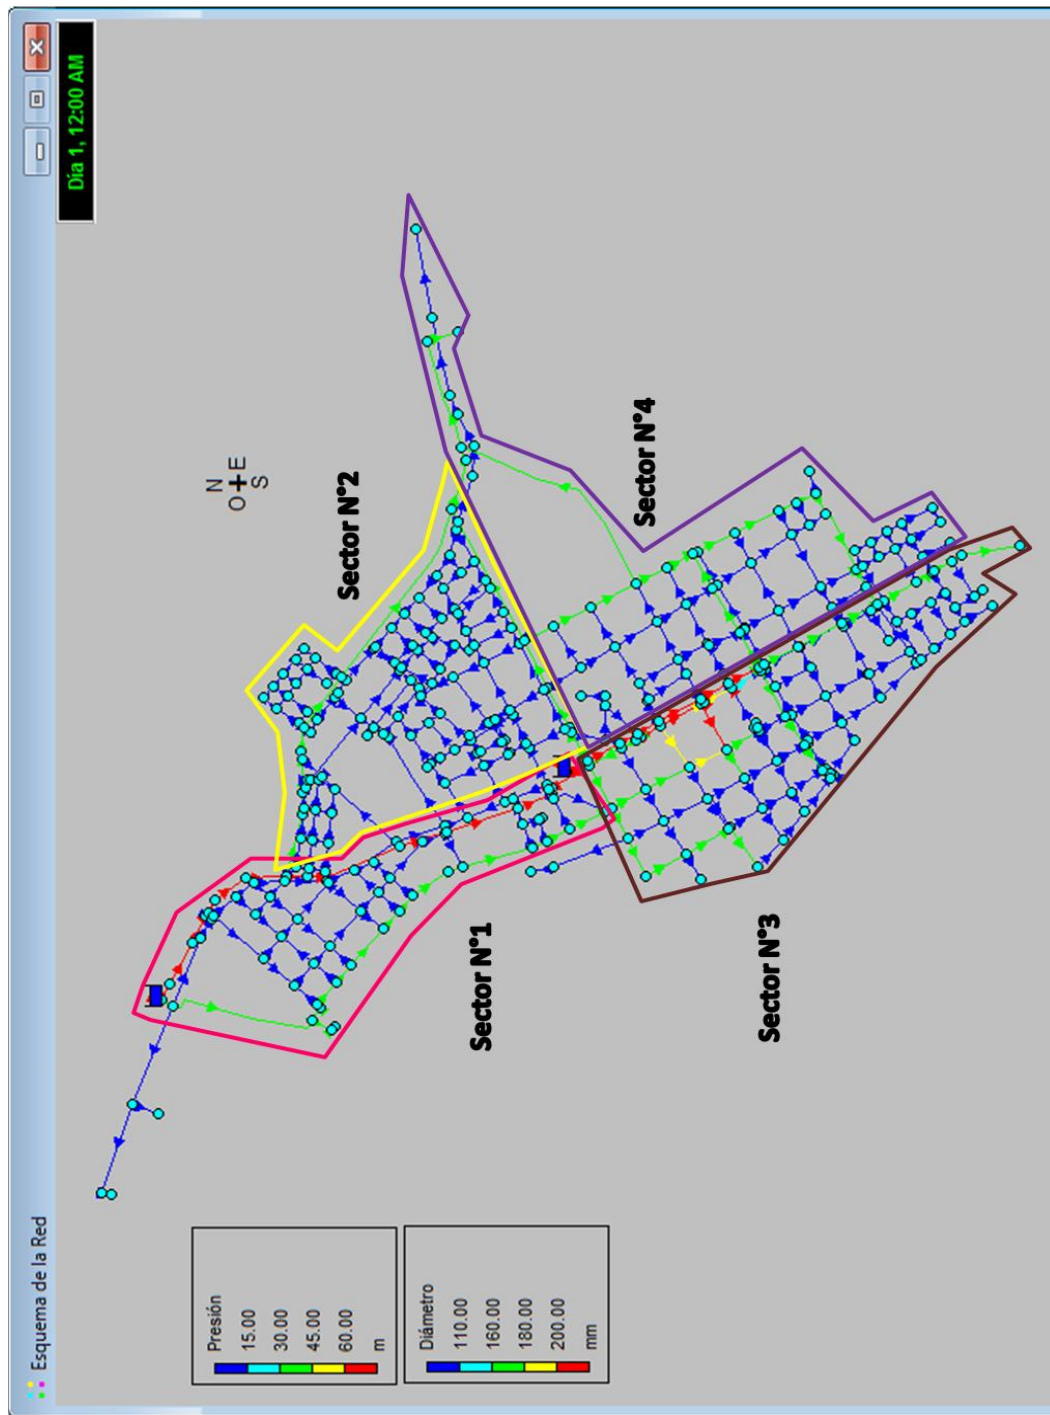 Esquema de la Red
Día 1, 12:00 AM
Presión
15.00
30.00
45.00
60.00
m
Diámetro
110.00
160.00
180.00
200.00
mm
N
O+E
S
Sector N°1
Sector N°2
Sector N°3
Sector N°4